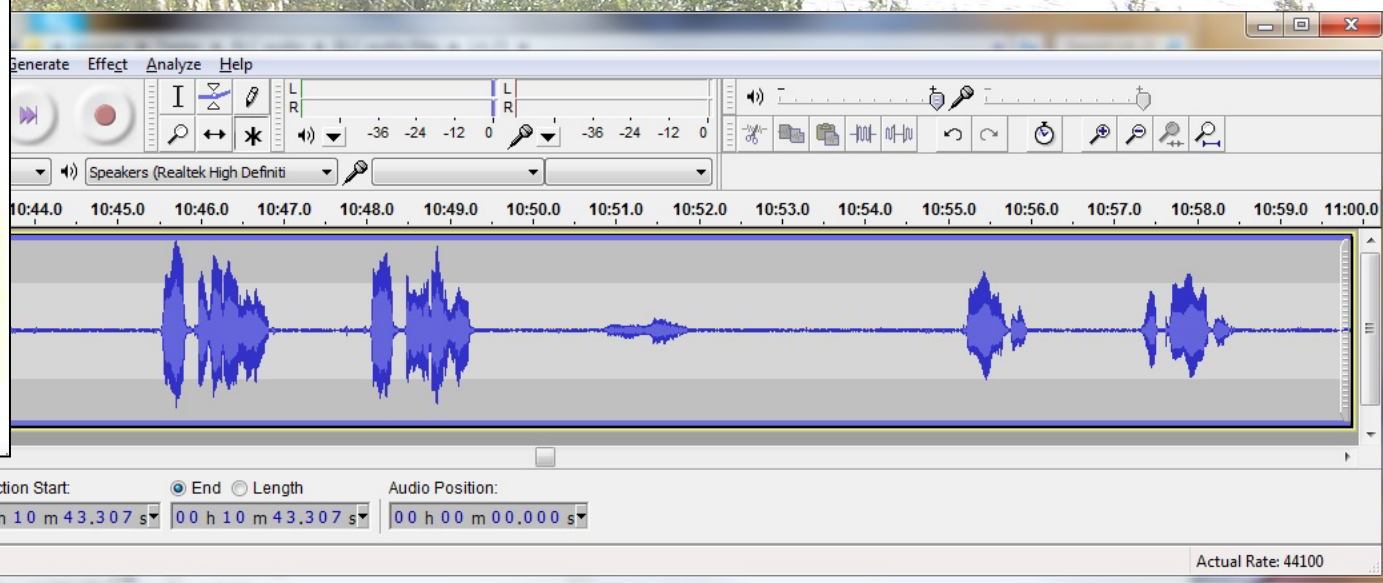 Generate Effect Analyze Help
L
R
L
R
-36 -24 -12 0
-36 -24 -12 0
Speakers (Realtek High Definiti
10:44.0 10:45.0 10:46.0 10:47.0 10:48.0 10:49.0 10:50.0 10:51.0 10:52.0 10:53.0 10:54.0 10:55.0 10:56.0 10:57.0 10:58.0 10:59.0 11:00.0
ction Start: End Length Audio Position:
h 10 m 43.307 s 00 h 10 m 43.307 s 00 h 00 m 00.000 s
Actual Rate: 44100